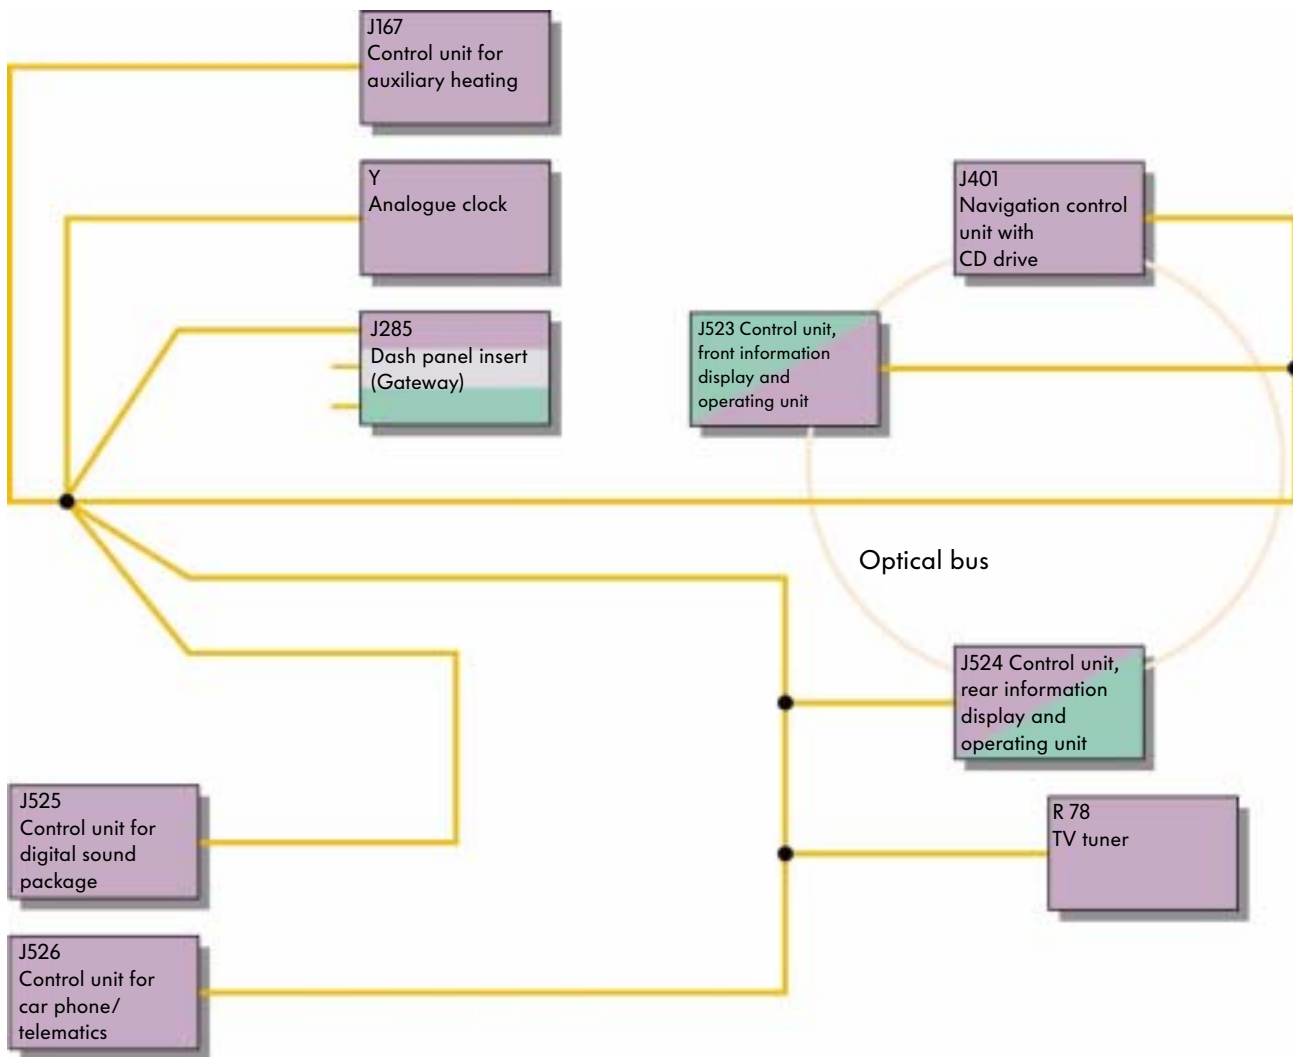 J167
Control unit for
auxiliary heating
Y
Analogue clock
J285
Dash panel insert
(Gateway)
J401
Navigation control
unit with
CD drive
J523 Control unit,
front information
display and
operating unit
Optical bus
J524 Control unit,
rear information
display and
operating unit
R 78
TV tuner
J525
Control unit for
digital sound
package
J526
Control unit for
car phone/
telematics